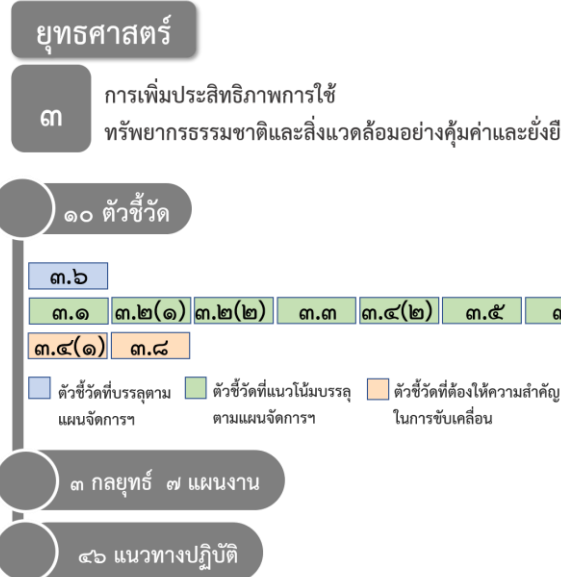 ยุทธศาสตร์
๓
การเพิ่มประสิทธิภาพการใช้
ทรัพยากรธรรมชาติและสิ่งแวดล้อมอย่างคุ้มค่าและยั่งยื
๑๐ ตัวชี้วัด
๓.๖
๓.๑ ๓.๒(๑) ๓.๒(๒) ๓.๓ ๓.๔(๒) ๓.๕
๓.๔(๑) ๓.๘
ตัวชี้วัดที่บรรลุตาม
แผนจัดการฯ
ตัวชี้วัดที่แนวโน้มบรรลุ
ตามแผนจัดการฯ
ตัวชี้วัดที่ต้องให้ความสำคัญ
ในการขับเคลื่อน
๓ กลยุทธ์ ๗ แผนงาน
๔๖ แนวทางปฏิบัติ